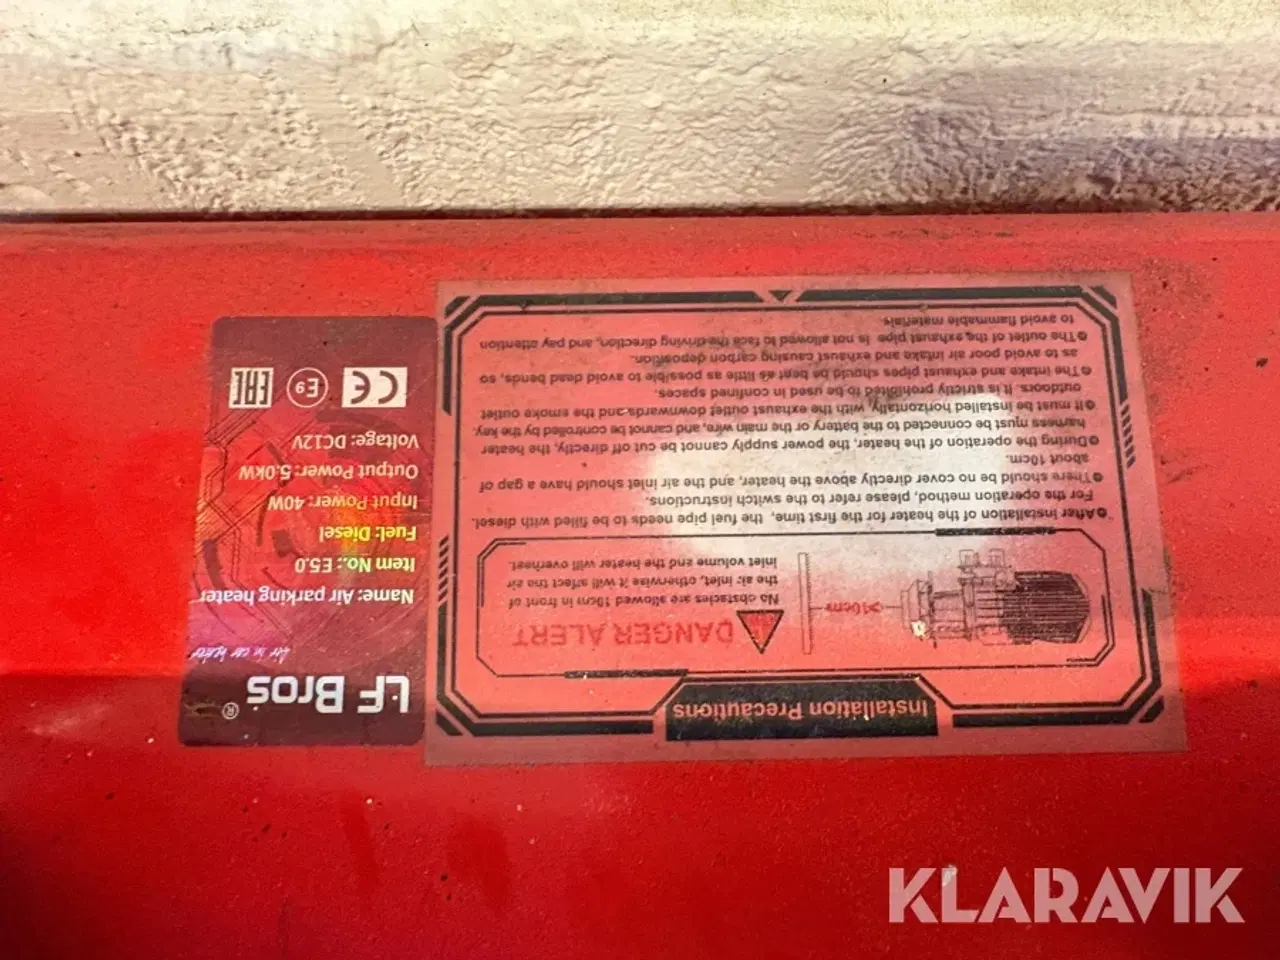 LF Bros®
Air in car heater
Name: Air parking heater
Item No.: E5.0
Fuel: Diesel
Input Power: 40W
Output Power: 5.0kW
Voltage: DC12V
CE E9 EAC
Installation Precautions
DANGER ALERT
No obstacles are allowed 10cm in front of
the air inlet, otherwise it will affect the air
inlet volume and the heater will overheat.
>10cm
●After installation of the heater for the first time, the fuel pipe needs to be filled with diesel.
For the operation method, please refer to the switch instructions.
●There should be no cover directly above the heater, and the air inlet should have a gap of
about 10cm.
●During the operation of the heater, the power supply cannot be cut off directly, the heater
harness must be connected to the battery or the main wire, and cannot be controlled by the key.
●It must be installed horizontally, with the exhaust outlet downwards and the smoke outlet
outdoors. It is strictly prohibited to be used in confined spaces.
●The intake and exhaust pipes should be beat as little as possible to avoid dead bends, so
as to avoid poor air intake and exhaust causing carbon deposition.
●The outlet of the exhaust pipe is not allowed to face the driving direction, and pay attention
to avoid flammable materials
KLARAVIK